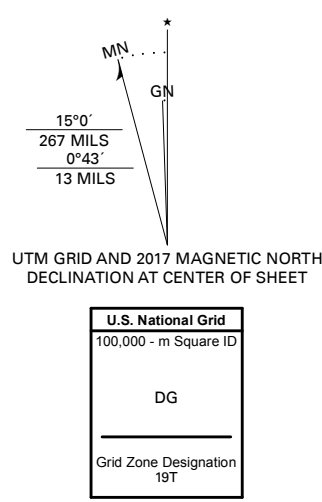 ★
MN
GN
15°0´
267 MILS
0°43´
13 MILS
UTM GRID AND 2017 MAGNETIC NORTH
DECLINATION AT CENTER OF SHEET
U.S. National Grid
100,000 - m Square ID
DG
Grid Zone Designation
19T